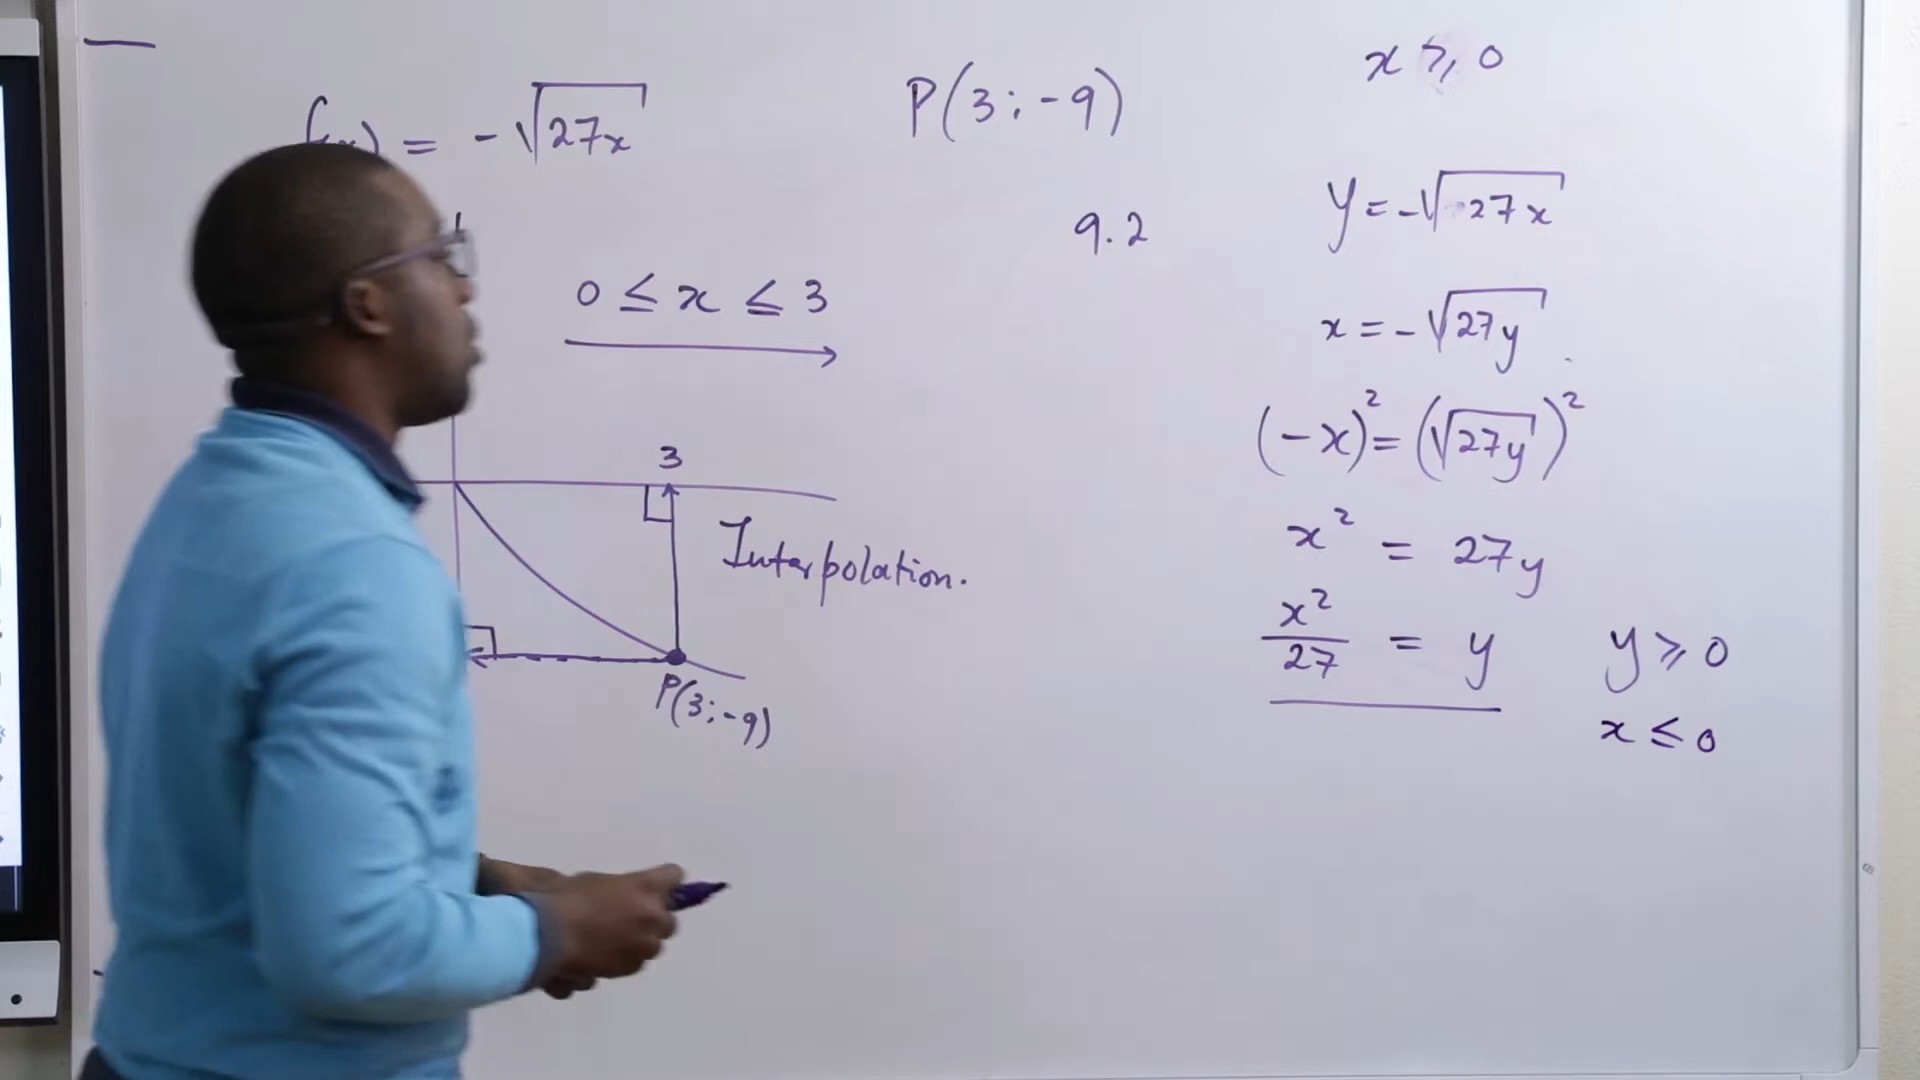 f(x) = -√27x
0 ≤ x ≤ 3
3
Interpolation.
P(3;-9)
P(3;-9)
9.2
x ≥ 0
y = -√27x
x = -√27y
(-x)² = (√27y)²
x² = 27y
x²/27 = y y ≥ 0
x ≤ 0